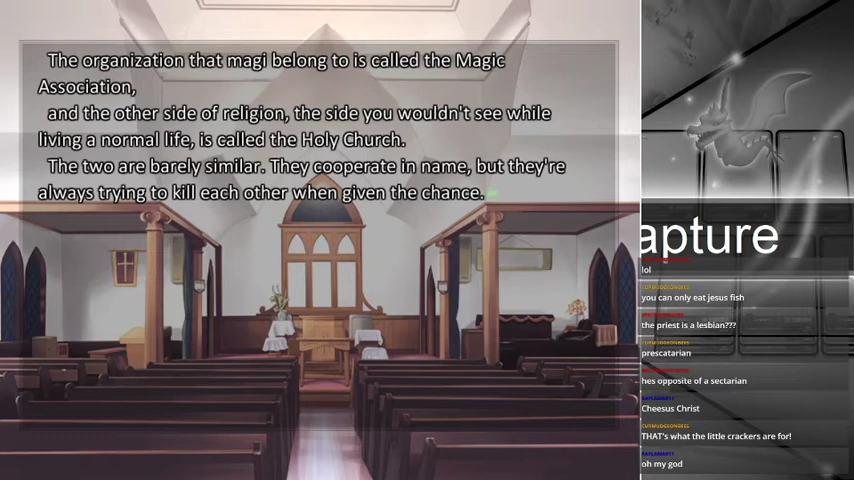 The organization that magi belong to is called the Magic
Association,
and the other side of religion, the side you wouldn't see while
living a normal life, is called the Holy Church.
The two are barely similar. They cooperate in name, but they're
always trying to kill each other when given the chance.
apture
lol
you can only eat jesus fish
the priest is a lesbian???
prescatarian
hes opposite of a sectarian
Cheesus Christ
THAT's what the little crackers are for!
oh my god